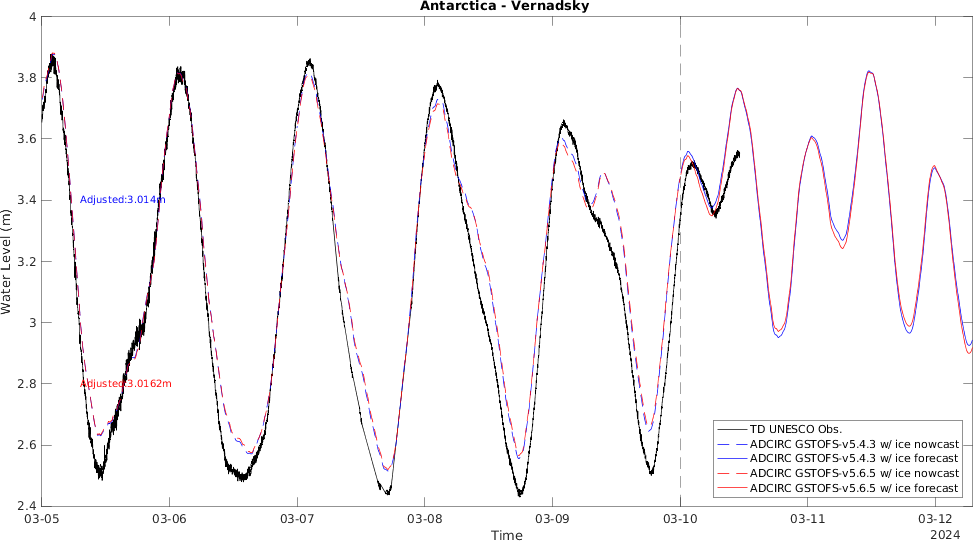 Antarctica - Vernadsky
Water Level (m)
4
3.8
3.6
3.4
3.2
3
2.8
2.6
2.4
Adjusted:3.014m
Adjusted:3.0162m
TD UNESCO Obs.
ADCIRC GSTOFS-v5.4.3 w/ ice nowcast
ADCIRC GSTOFS-v5.4.3 w/ ice forecast
ADCIRC GSTOFS-v5.6.5 w/ ice nowcast
ADCIRC GSTOFS-v5.6.5 w/ ice forecast
03-05 03-06 03-07 03-08 03-09 03-10 03-11 03-12
Time
2024